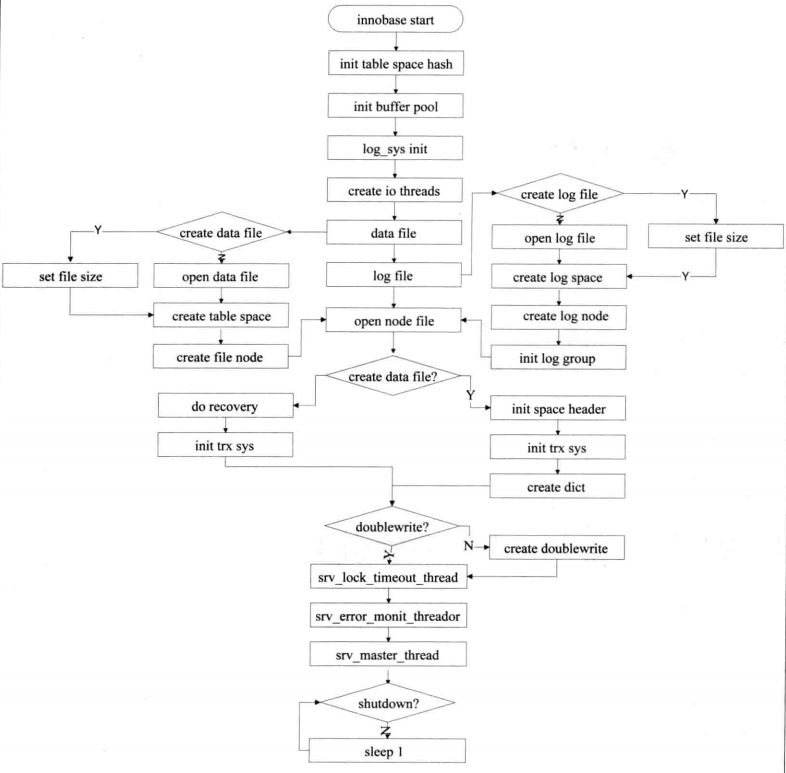 innobase start
init table space hash
init buffer pool
log_sys init
create io threads
create log file
Y
N
create data file
Y
N
data file
open log file
set file size
set file size
open data file
log file
create log space
Y
create table space
open node file
create log node
create file node
init log group
create data file?
Y
do recovery
init space header
init trx sys
init trx sys
create dict
doublewrite?
N
create doublewrite
Y
srv_lock_timeout_thread
srv_error_monit_threador
srv_master_thread
shutdown?
N
sleep 1